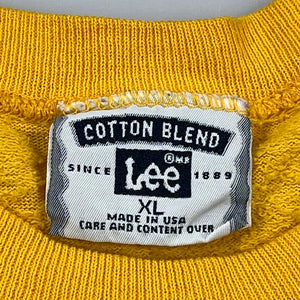 COTTON BLEND
®MR
SINCE Lee 1889
XL
MADE IN USA
CARE AND CONTENT OVER